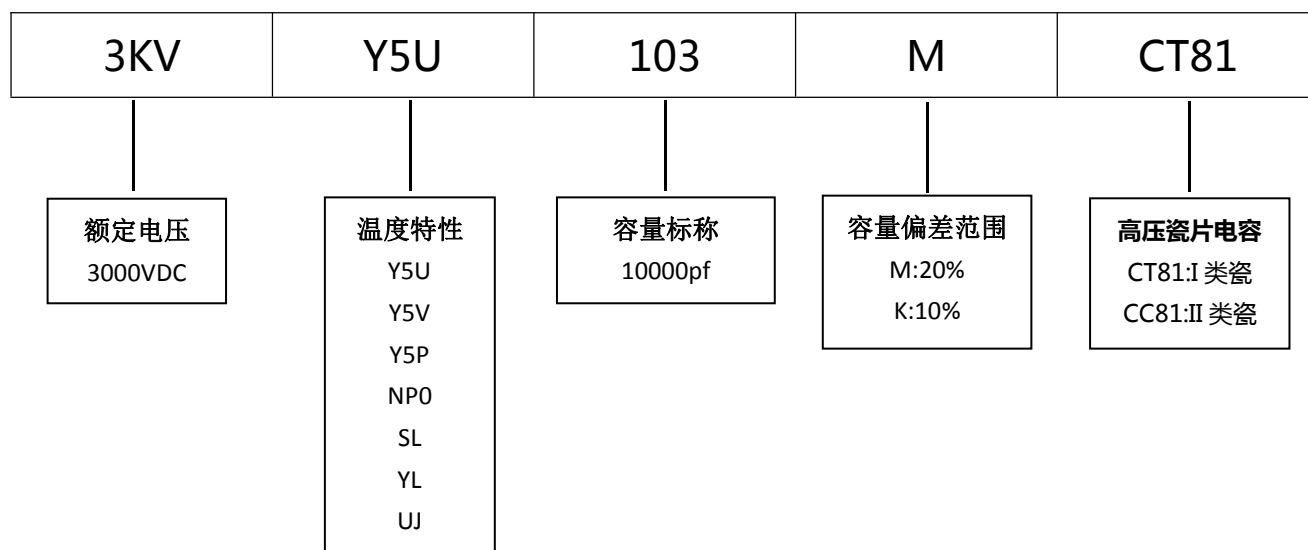 3KV Y5U 103 M CT81
额定电压
3000VDC
温度特性
Y5U
Y5V
Y5P
NP0
SL
YL
UJ
容量标称
10000pf
容量偏差范围
M:20%
K:10%
高压瓷片电容
CT81:I 类瓷
CC81:II 类瓷